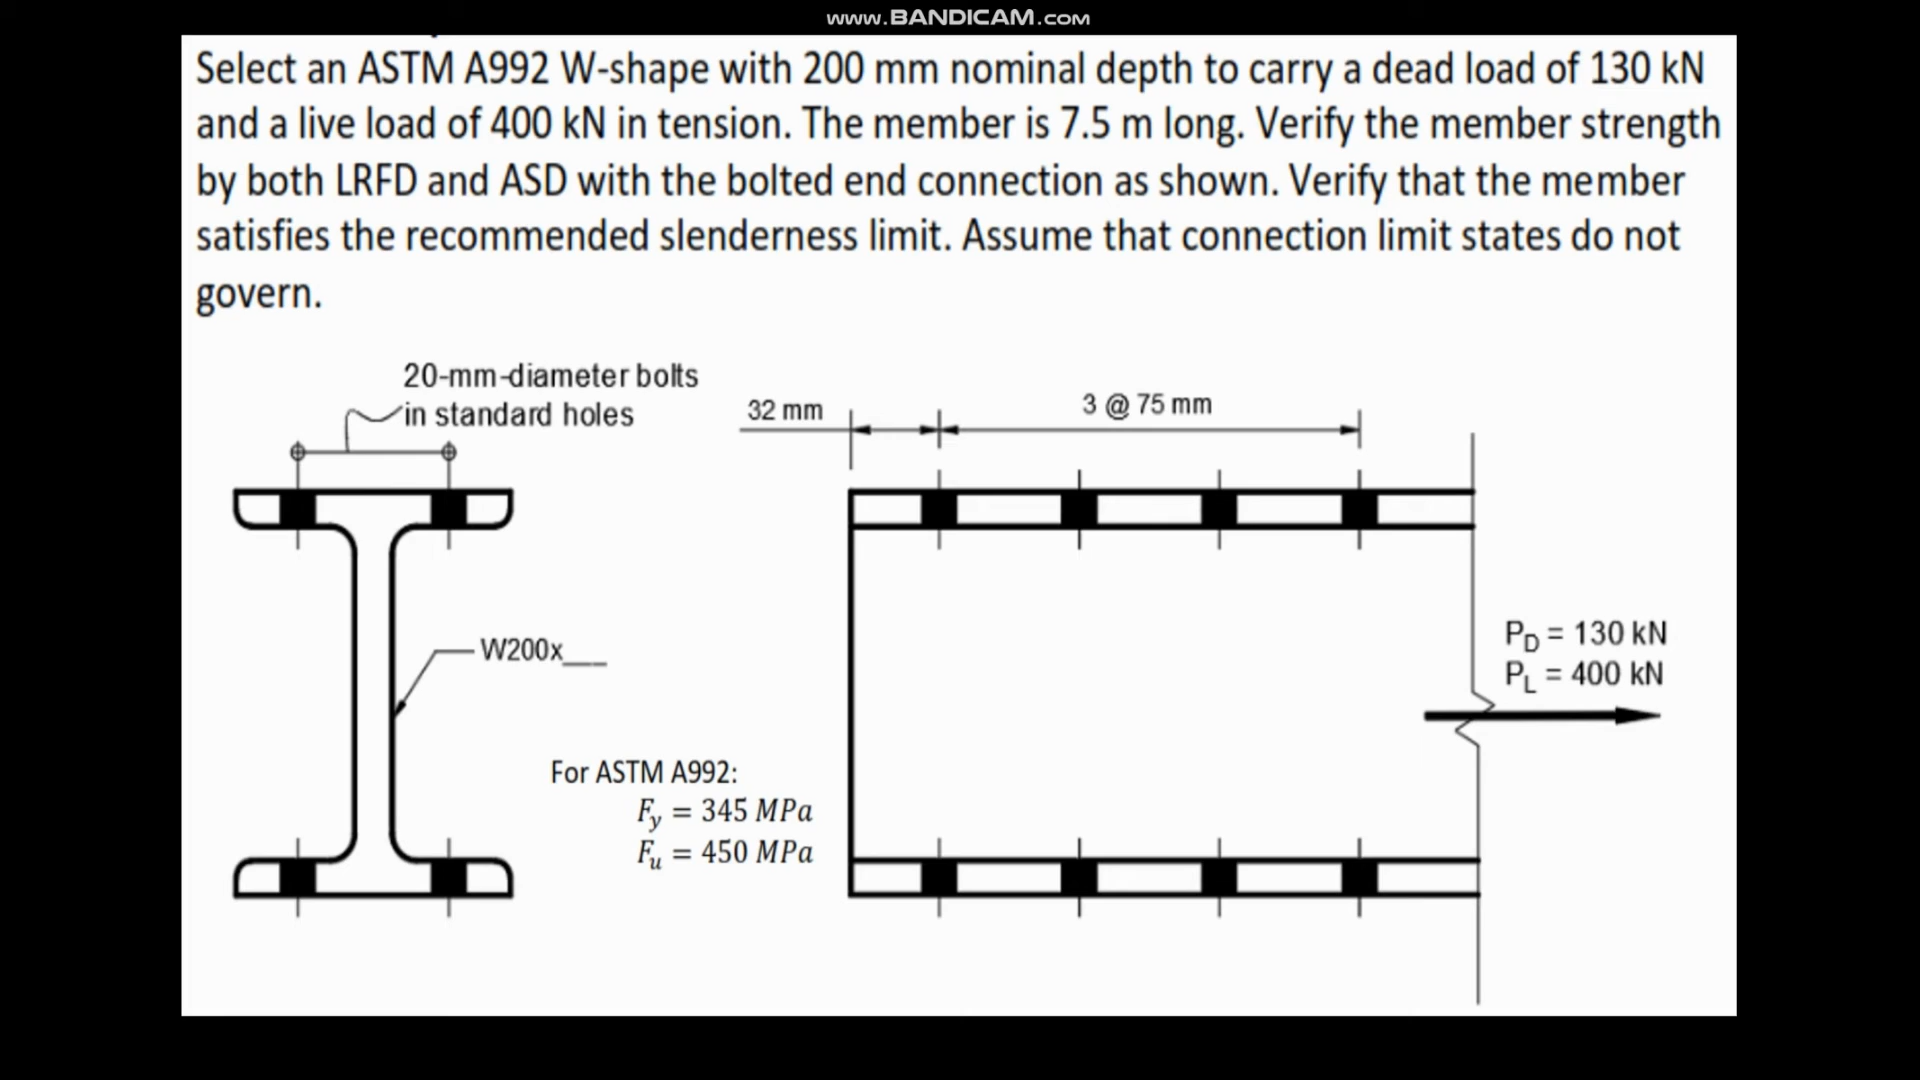 www.BANDICAM.com
Select an ASTM A992 W-shape with 200 mm nominal depth to carry a dead load of 130 kN
and a live load of 400 kN in tension. The member is 7.5 m long. Verify the member strength
by both LRFD and ASD with the bolted end connection as shown. Verify that the member
satisfies the recommended slenderness limit. Assume that connection limit states do not
govern.
20-mm-diameter bolts
in standard holes
32 mm
3 @ 75 mm
W200x___
P_D = 130 kN
P_L = 400 kN
For ASTM A992:
F_y = 345 MPa
F_u = 450 MPa